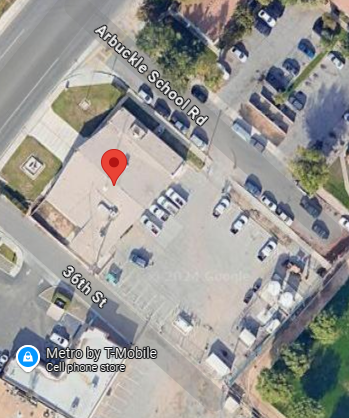 Arbuckle School Rd
36th St
Metro by T-Mobile
Cell phone store